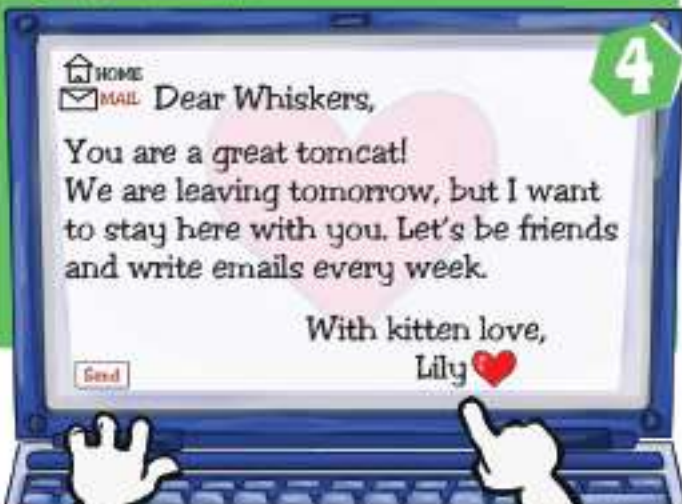 4
HOME
MAIL Dear Whiskers,
You are a great tomcat!
We are leaving tomorrow, but I want
to stay here with you. Let's be friends
and write emails every week.
With kitten love,
Lily
Send